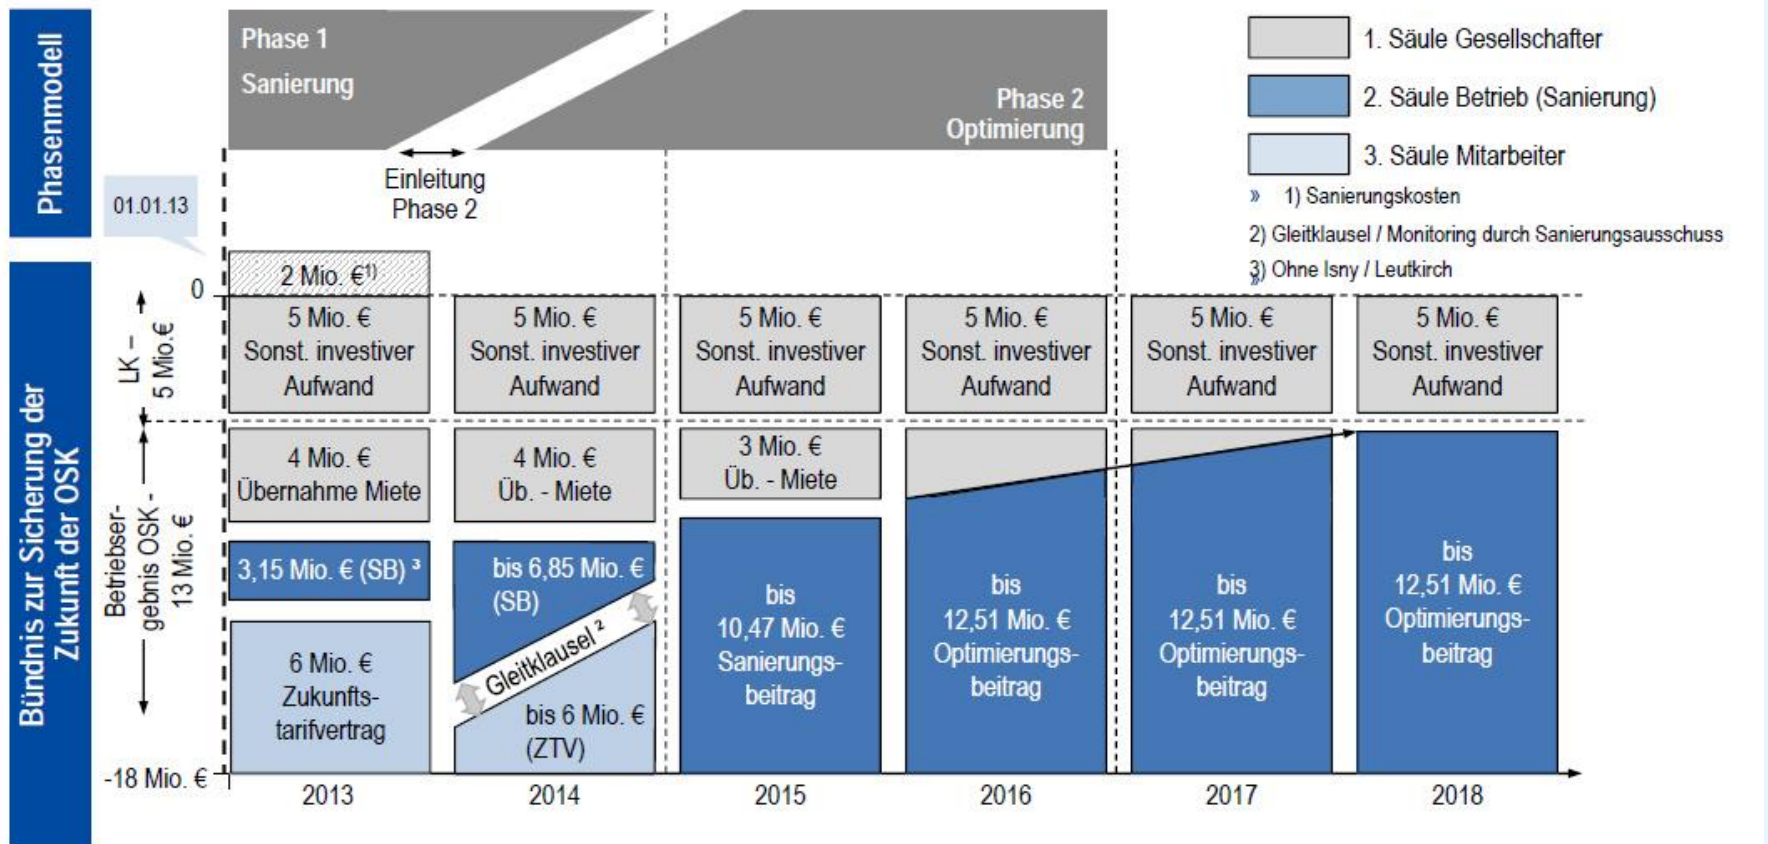 Phasenmodell
Phase 1
Sanierung
Phase 2
Optimierung
Einleitung
Phase 2
1. Säule Gesellschafter
2. Säule Betrieb (Sanierung)
3. Säule Mitarbeiter
» 1) Sanierungskosten
2) Gleitklausel / Monitoring durch Sanierungsausschuss
3) Ohne Isny / Leutkirch
»
01.01.13
Bündnis zur Sicherung der
Zukunft der OSK
0
LK –
5 Mio.€
Betriebser-
gebnis OSK -
13 Mio. €
-18 Mio. €
2 Mio. €¹⁾
5 Mio. €
Sonst. investiver
Aufwand
5 Mio. €
Sonst. investiver
Aufwand
5 Mio. €
Sonst. investiver
Aufwand
5 Mio. €
Sonst. investiver
Aufwand
5 Mio. €
Sonst. investiver
Aufwand
5 Mio. €
Sonst. investiver
Aufwand
4 Mio. €
Übernahme Miete
4 Mio. €
Üb. - Miete
3 Mio. €
Üb. - Miete
3,15 Mio. € (SB) ³
bis 6,85 Mio. €
(SB)
Gleitklausel ²
6 Mio. €
Zukunfts-
tarifvertrag
bis 6 Mio. €
(ZTV)
bis
10,47 Mio. €
Sanierungs-
beitrag
bis
12,51 Mio. €
Optimierungs-
beitrag
bis
12,51 Mio. €
Optimierungs-
beitrag
bis
12,51 Mio. €
Optimierungs-
beitrag
2013
2014
2015
2016
2017
2018